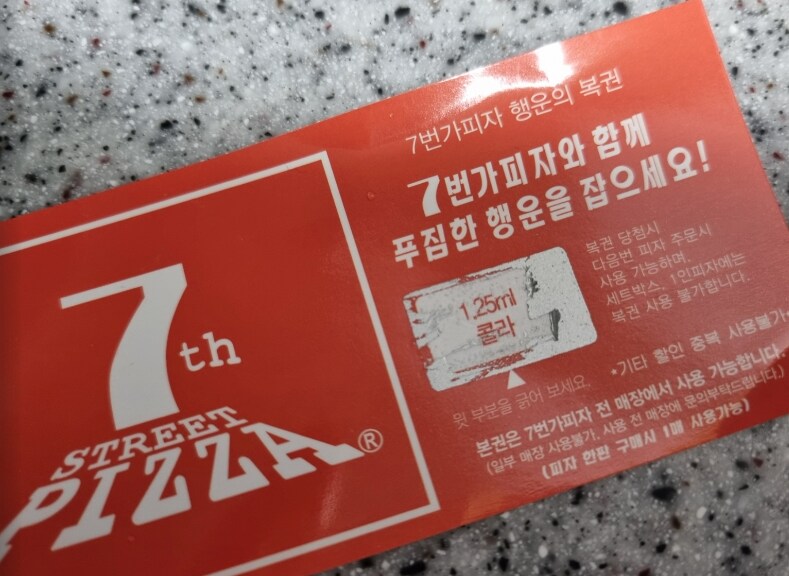 7th
STREET
PIZZA®
7번가피자 행운의 복권
7번가피자와 함께
푸짐한 행운을 잡으세요!
1.25ml
콜라
윗 부분을 긁어 보세요.
복권 당첨시
다음번 피자 주문시
사용 가능하며,
세트박스, 1인피자에는
복권 사용 불가합니다.
•기타 할인 중복 사용불가
본권은 7번가피자 전 매장에서 사용 가능합니다.
(일부 매장 사용불가, 사용 전 매장에 문의부탁드립니다.)
(피자 한판 구매시 1매 사용가능)